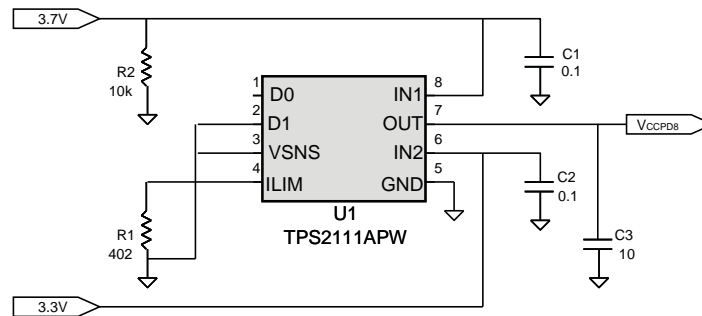 3.7V
R2
10k
C1
0.1
1
D0
IN1
8
2
D1
OUT
7
VCCPD8
3
VSNS
IN2
6
4
ILIM
GND
5
C2
0.1
U1
TPS2111APW
R1
402
C3
10
3.3V